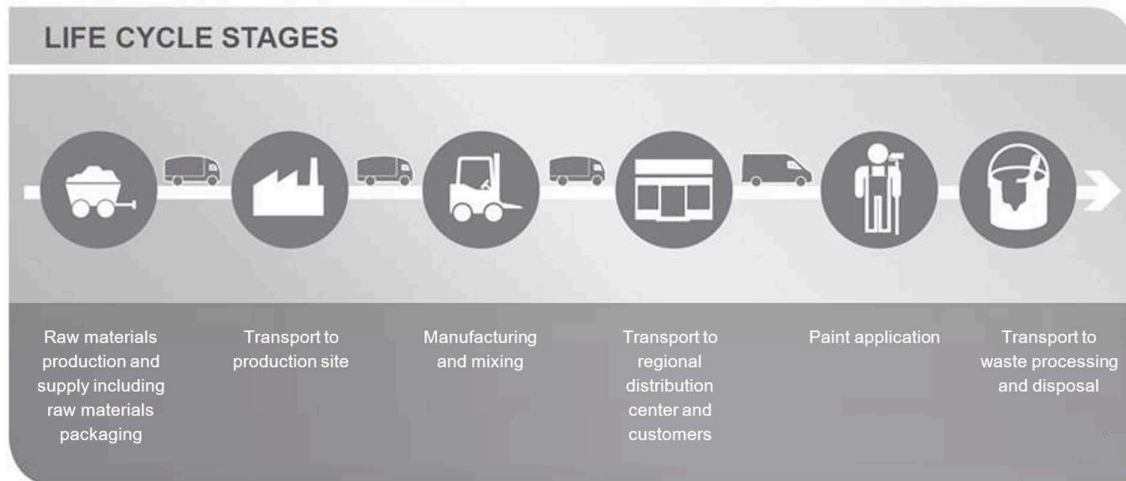 LIFE CYCLE STAGES
Raw materials
production and
supply including
raw materials
packaging
Transport to
production site
Manufacturing
and mixing
Transport to
regional
distribution
center and
customers
Paint application
Transport to
waste processing
and disposal